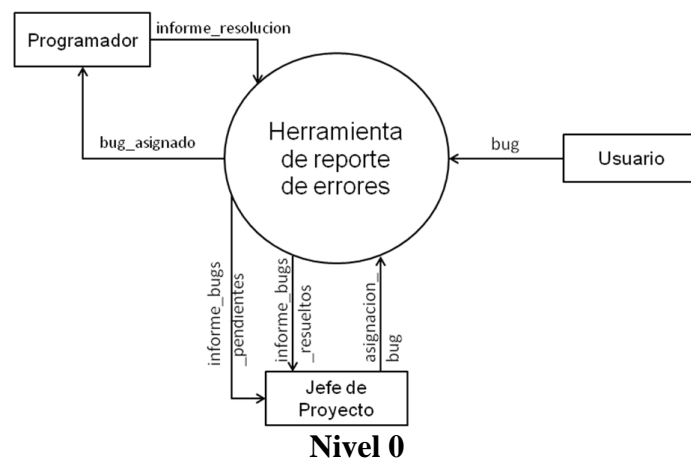 informe_resolucion
Programador
Herramienta
de reporte
de errores
bug_asignado
bug
Usuario
informe_bugs
_pendientes
informe_bugs
_resueltos
asignacion_
bug
Jefe de
Proyecto
Nivel 0